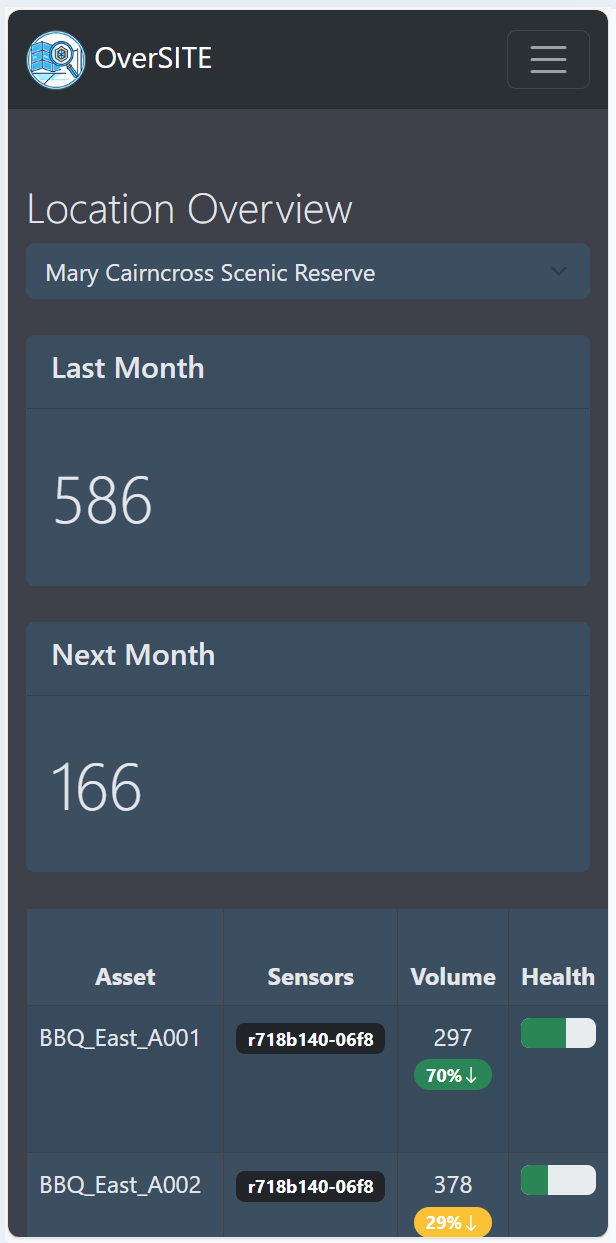 OverSITE
Location Overview
Mary Cairncross Scenic Reserve
Last Month
586
Next Month
166
Asset Sensors Volume Health
BBQ_East_A001 r718b140-06f8 297
70%↓
BBQ_East_A002 r718b140-06f8 378
29%↓